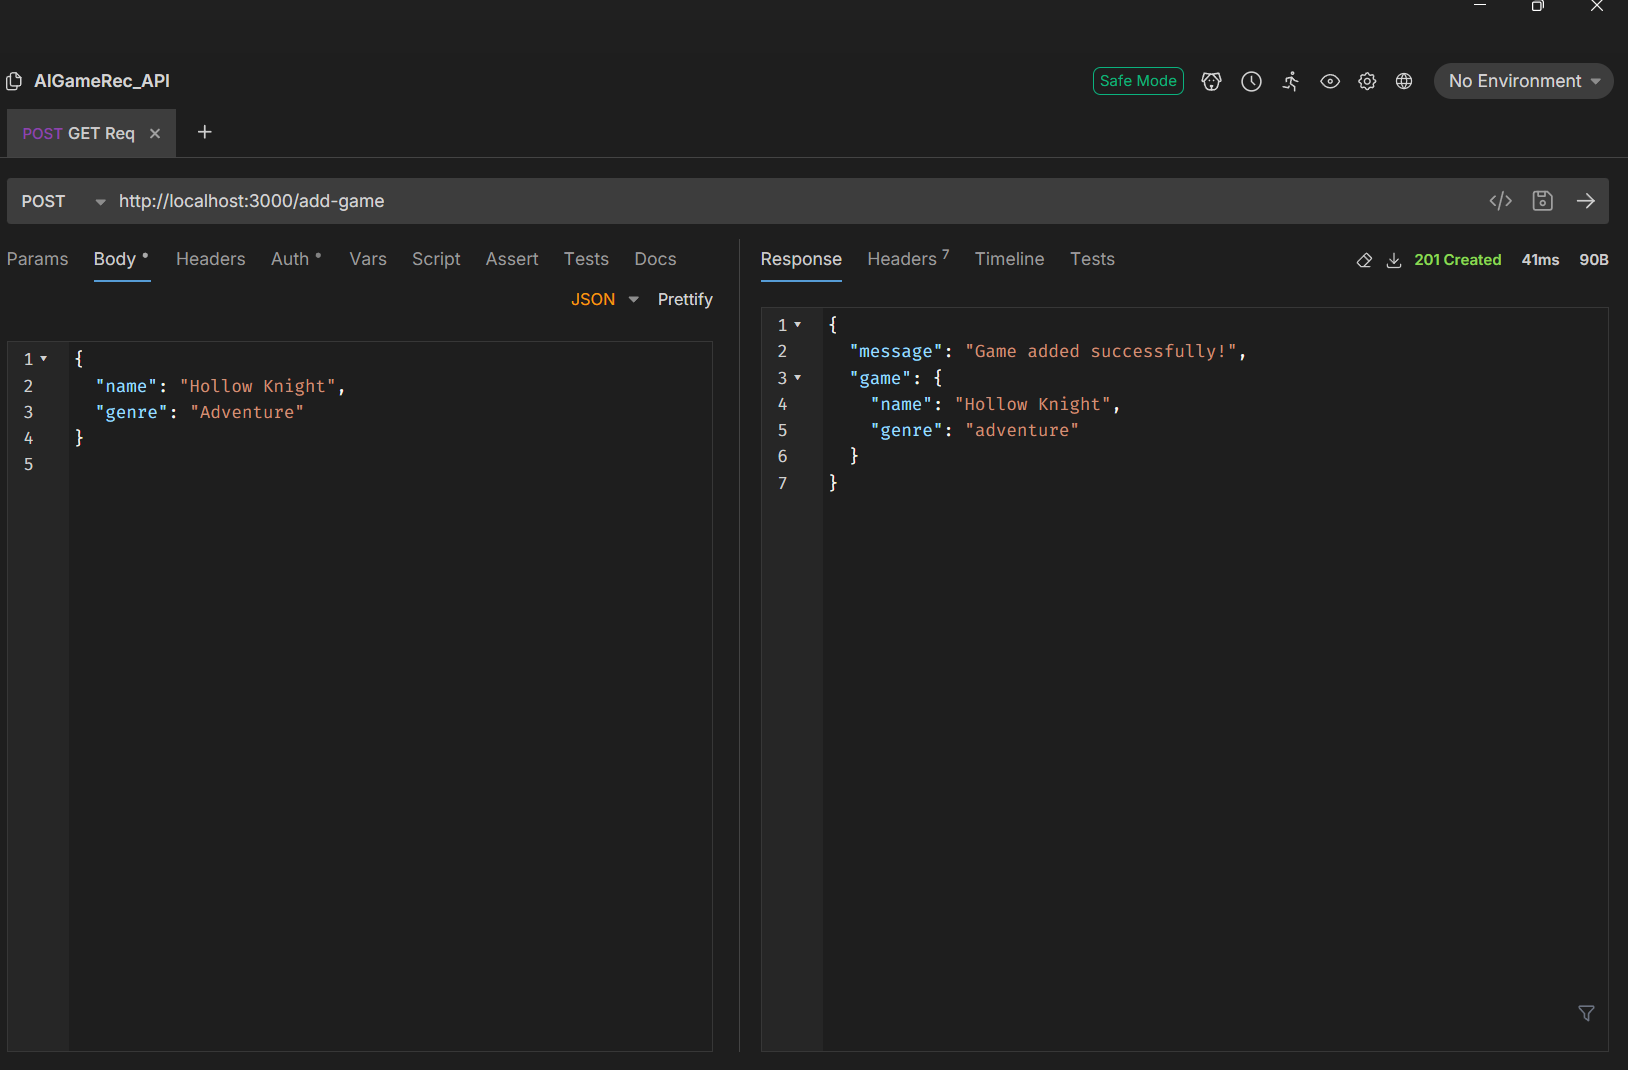 AIGameRec_API
Safe Mode
No Environment
POST GET Req
POST http://localhost:3000/add-game
Params Body Headers Auth Vars Script Assert Tests Docs
JSON Prettify
1 {
2 "name": "Hollow Knight",
3 "genre": "Adventure"
4 }
5
Response Headers 7 Timeline Tests
201 Created 41ms 90B
1 {
2 "message": "Game added successfully!",
3 "game": {
4 "name": "Hollow Knight",
5 "genre": "adventure"
6 }
7 }